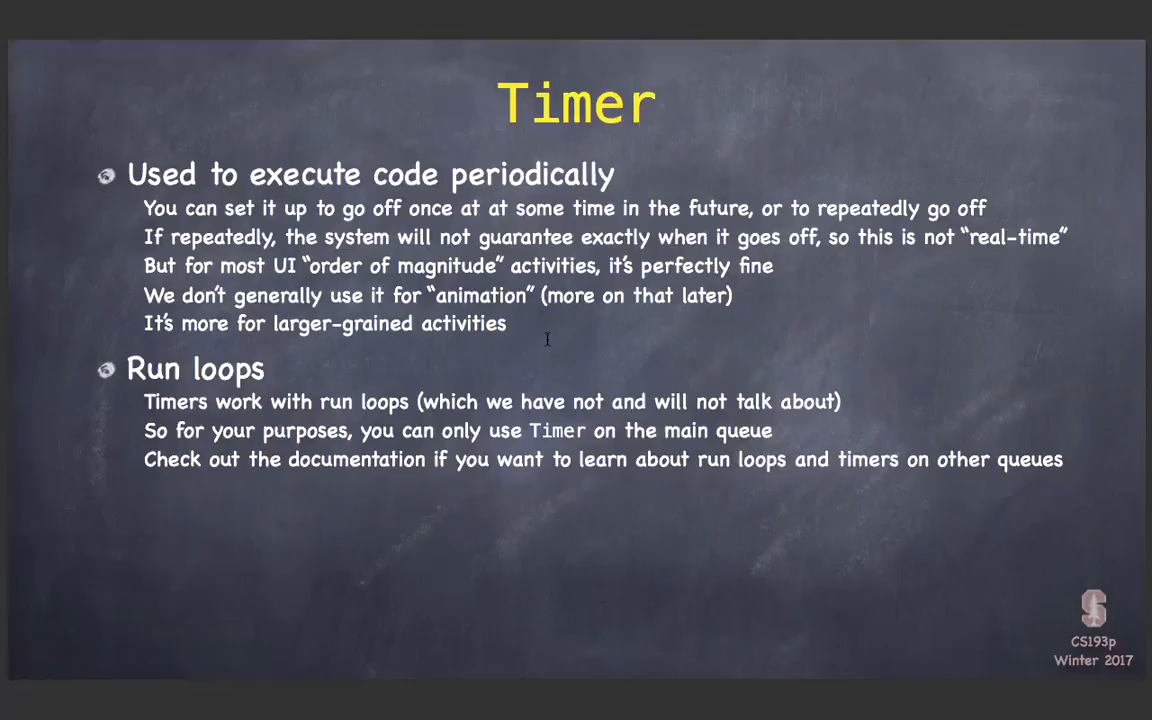 Timer
Used to execute code periodically
You can set it up to go off once at at some time in the future, or to repeatedly go off
If repeatedly, the system will not guarantee exactly when it goes off, so this is not “real-time”
But for most UI “order of magnitude” activities, it’s perfectly fine
We don’t generally use it for “animation” (more on that later)
It’s more for larger-grained activities
Run loops
Timers work with run loops (which we have not and will not talk about)
So for your purposes, you can only use Timer on the main queue
Check out the documentation if you want to learn about run loops and timers on other queues
S
CS193p
Winter 2017